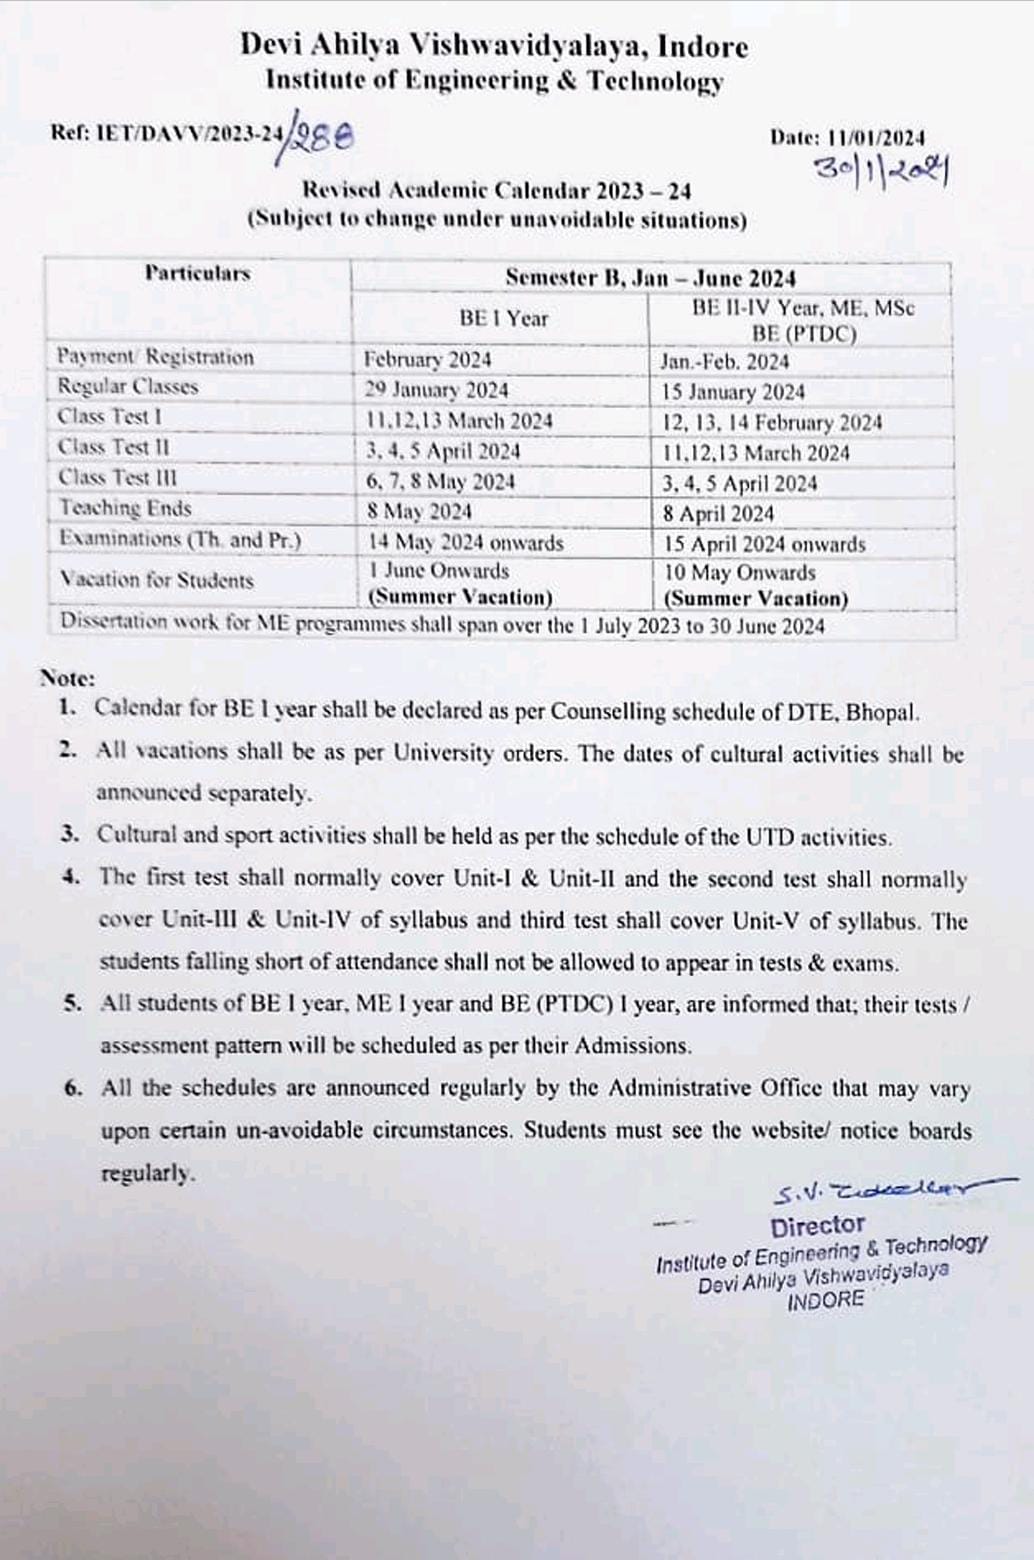 Devi Ahilya Vishwavidyalaya, Indore
Institute of Engineering & Technology
Ref: IET/DAVV/2023-24/288
Date: 11/01/2024
30/1/2024
Revised Academic Calendar 2023 – 24
(Subject to change under unavoidable situations)
Particulars
Semester B, Jan – June 2024
BE I Year
BE II-IV Year, ME, MSc
BE (PTDC)
Payment/ Registration February 2024 Jan.-Feb. 2024
Regular Classes 29 January 2024 15 January 2024
Class Test I 11,12,13 March 2024 12, 13, 14 February 2024
Class Test II 3, 4, 5 April 2024 11,12,13 March 2024
Class Test III 6, 7, 8 May 2024 3, 4, 5 April 2024
Teaching Ends 8 May 2024 8 April 2024
Examinations (Th. and Pr.) 14 May 2024 onwards 15 April 2024 onwards
Vacation for Students 1 June Onwards 10 May Onwards
(Summer Vacation) (Summer Vacation)
Dissertation work for ME programmes shall span over the 1 July 2023 to 30 June 2024
Note:
1. Calendar for BE I year shall be declared as per Counselling schedule of DTE, Bhopal.
2. All vacations shall be as per University orders. The dates of cultural activities shall be
announced separately.
3. Cultural and sport activities shall be held as per the schedule of the UTD activities.
4. The first test shall normally cover Unit-I & Unit-II and the second test shall normally
cover Unit-III & Unit-IV of syllabus and third test shall cover Unit-V of syllabus. The
students falling short of attendance shall not be allowed to appear in tests & exams.
5. All students of BE I year, ME I year and BE (PTDC) I year, are informed that; their tests /
assessment pattern will be scheduled as per their Admissions.
6. All the schedules are announced regularly by the Administrative Office that may vary
upon certain un-avoidable circumstances. Students must see the website/ notice boards
regularly.
S.V.
Director
Institute of Engineering & Technology
Devi Ahilya Vishwavidyalaya
INDORE